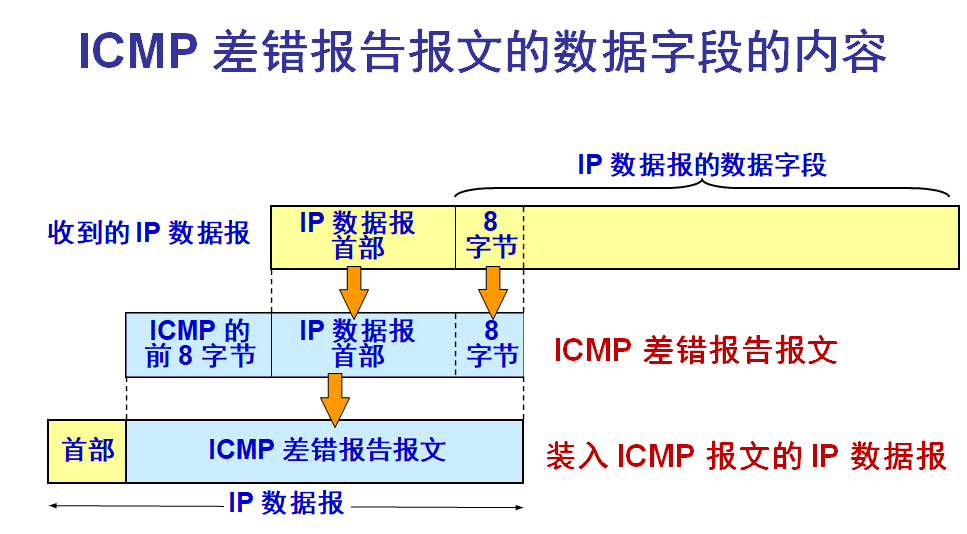 ICMP 差错报告报文的数据字段的内容
IP 数据报的数据字段
收到的 IP 数据报
IP 数据报
首部
8
字节
ICMP 的
前 8 字节
IP 数据报
首部
8
字节
ICMP 差错报告报文
首部
ICMP 差错报告报文
装入 ICMP 报文的 IP 数据报
IP 数据报